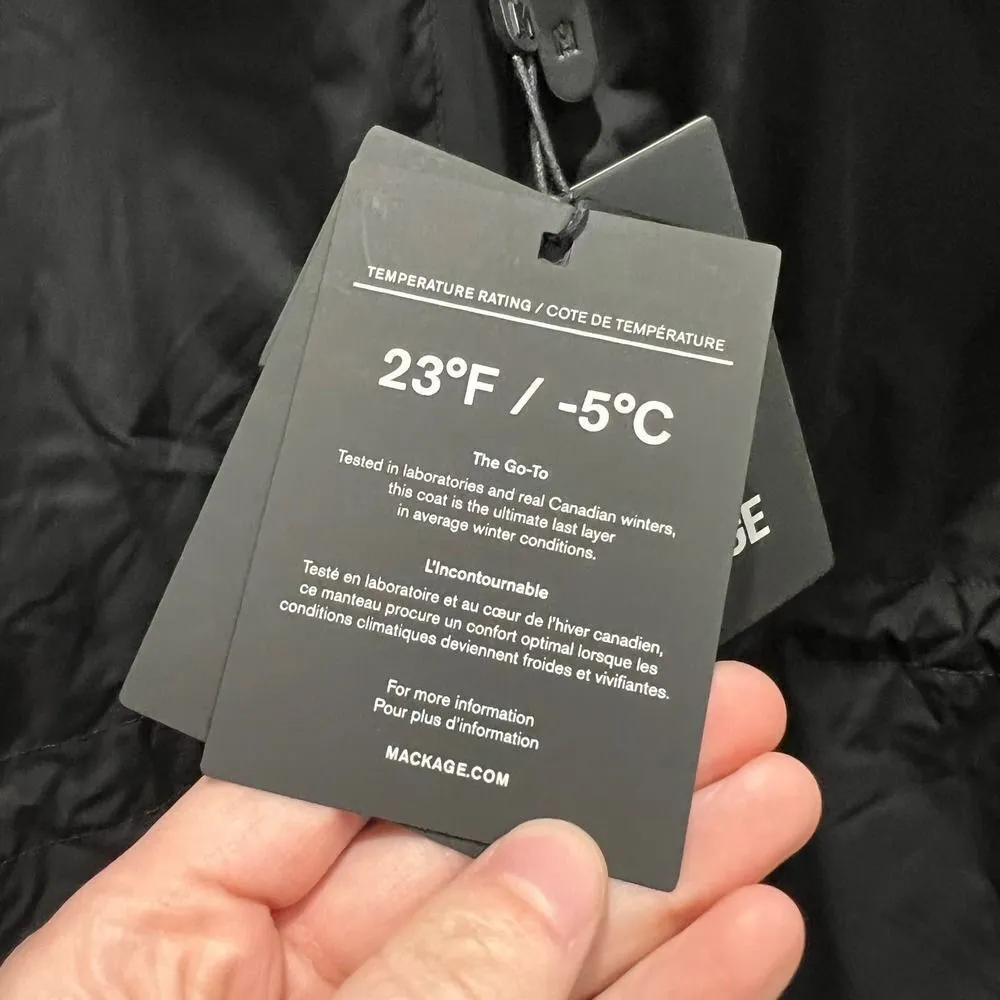 TEMPERATURE RATING / COTE DE TEMPÉRATURE
23°F / -5°C
The Go-To
Tested in laboratories and real Canadian winters,
this coat is the ultimate last layer
in average winter conditions.
L'Incontournable
Testé en laboratoire et au cœur de l'hiver canadien,
ce manteau procure un confort optimal lorsque les
conditions climatiques deviennent froides et vivifiantes.
For more information
Pour plus d'information
MACKAGE.COM